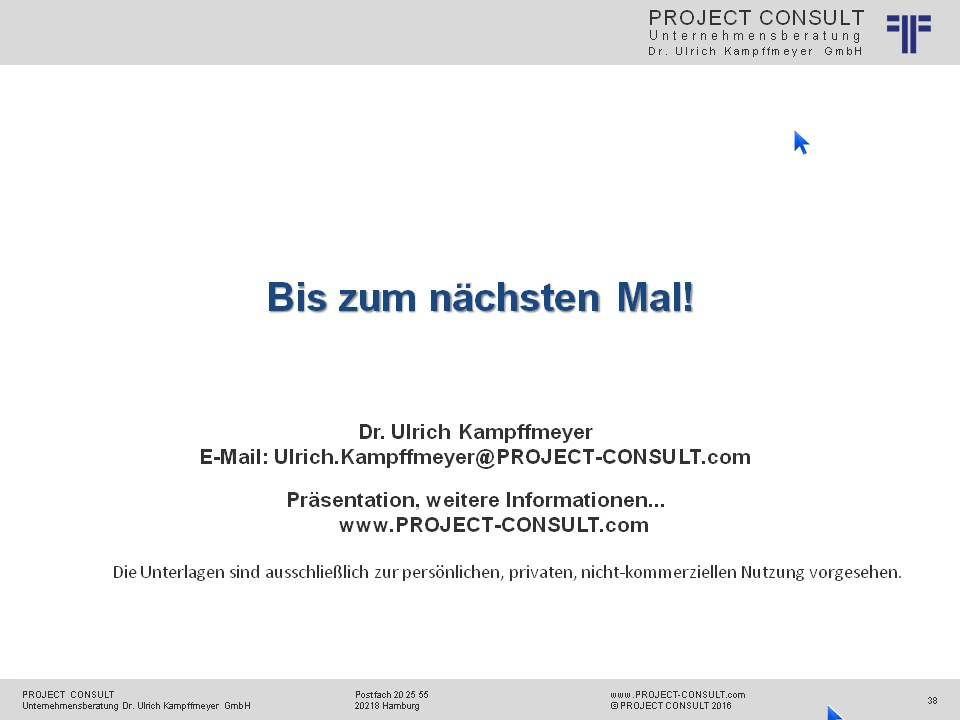 PROJECT CONSULT
Unternehmensberatung
Dr. Ulrich Kampffmeyer GmbH
Bis zum nächsten Mal!
Dr. Ulrich Kampffmeyer
E-Mail: Ulrich.Kampffmeyer@PROJECT-CONSULT.com
Präsentation, weitere Informationen...
www.PROJECT-CONSULT.com
Die Unterlagen sind ausschließlich zur persönlichen, privaten, nicht-kommerziellen Nutzung vorgesehen.
PROJECT CONSULT
Unternehmensberatung Dr. Ulrich Kampffmeyer GmbH
Postfach 20 25 55
20218 Hamburg
www.PROJECT-CONSULT.com
© PROJECT CONSULT 2016
38